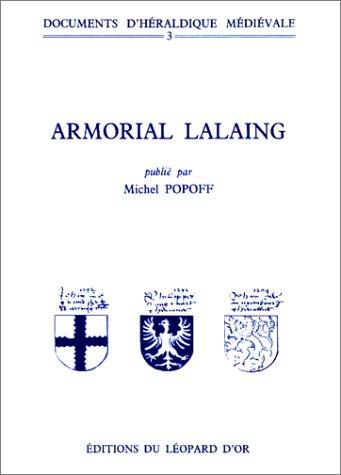 DOCUMENTS D'HÉRALDIQUE MÉDIÉVALE
3
ARMORIAL LALAING
publié par
Michel POPOFF
ÉDITIONS DU LÉOPARD D'OR